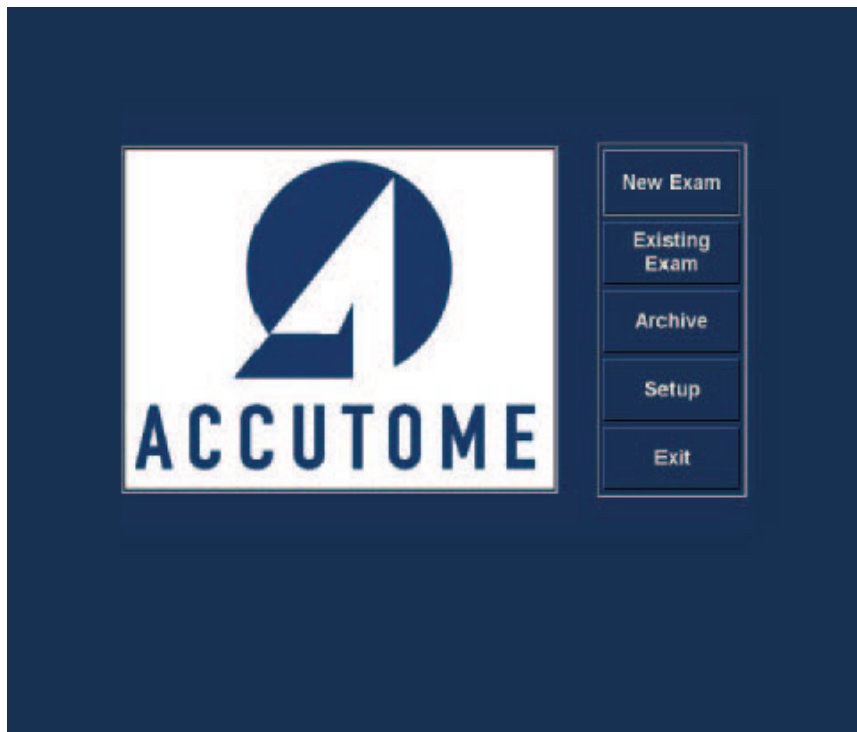 ACCUTOME
New Exam
Existing
Exam
Archive
Setup
Exit